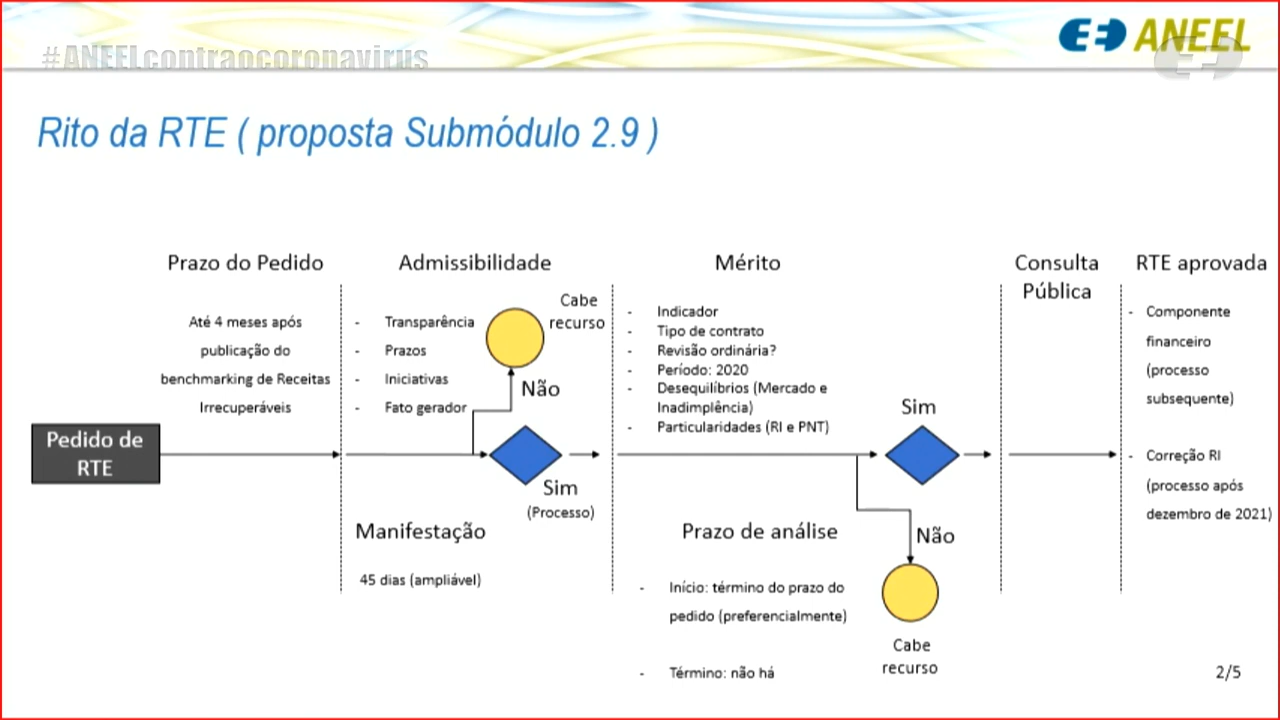 #ANEELcontraocoronavirus
ANEEL
Rito da RTE ( proposta Submódulo 2.9 )
Prazo do Pedido
Até 4 meses após
publicação do
benchmarking de Receitas
Irrecuperáveis
Pedido de
RTE
Admissibilidade
- Transparência
- Prazos
- Iniciativas
- Fato gerador
Cabe
recurso
Não
Sim
(Processo)
Manifestação
45 dias (ampliável)
Mérito
- Indicador
- Tipo de contrato
- Revisão ordinária?
- Período: 2020
- Desequilíbrios (Mercado e
Inadimplência)
- Particularidades (RI e PNT)
Sim
Não
Cabe
recurso
Prazo de análise
- Início: término do prazo do
pedido (preferencialmente)
- Término: não há
Consulta
Pública
RTE aprovada
- Componente
financeiro
(processo
subsequente)
- Correção RI
(processo após
dezembro de 2021)
2/5